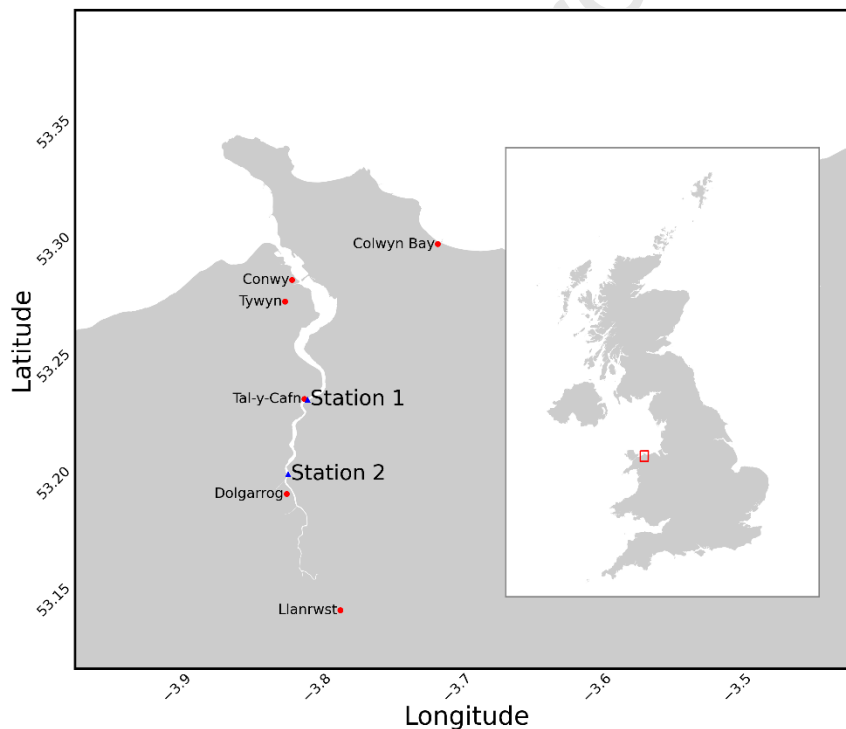 53.35
53.30
Colwyn Bay
Conwy
Tywyn
53.25
Latitude
Tal-y-Cafn
Station 1
53.20
Station 2
Dolgarrog
53.15
Llanrwst
−3.9
−3.8
−3.7
−3.6
−3.5
Longitude